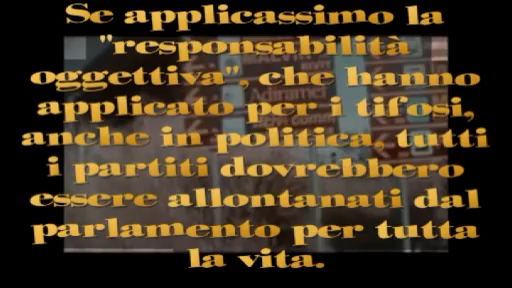 Se applicassimo la
"responsabilità
oggettiva", che hanno
applicato per i tifosi,
anche in politica, tutti
i partiti dovrebbero
essere allontanati dal
parlamento per tutta
la vita.